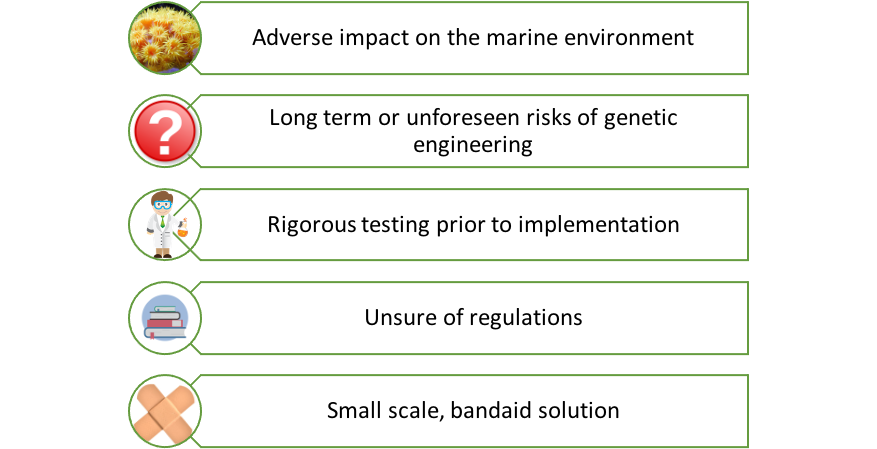 Adverse impact on the marine environment
Long term or unforeseen risks of genetic
engineering
Rigorous testing prior to implementation
Unsure of regulations
Small scale, bandaid solution